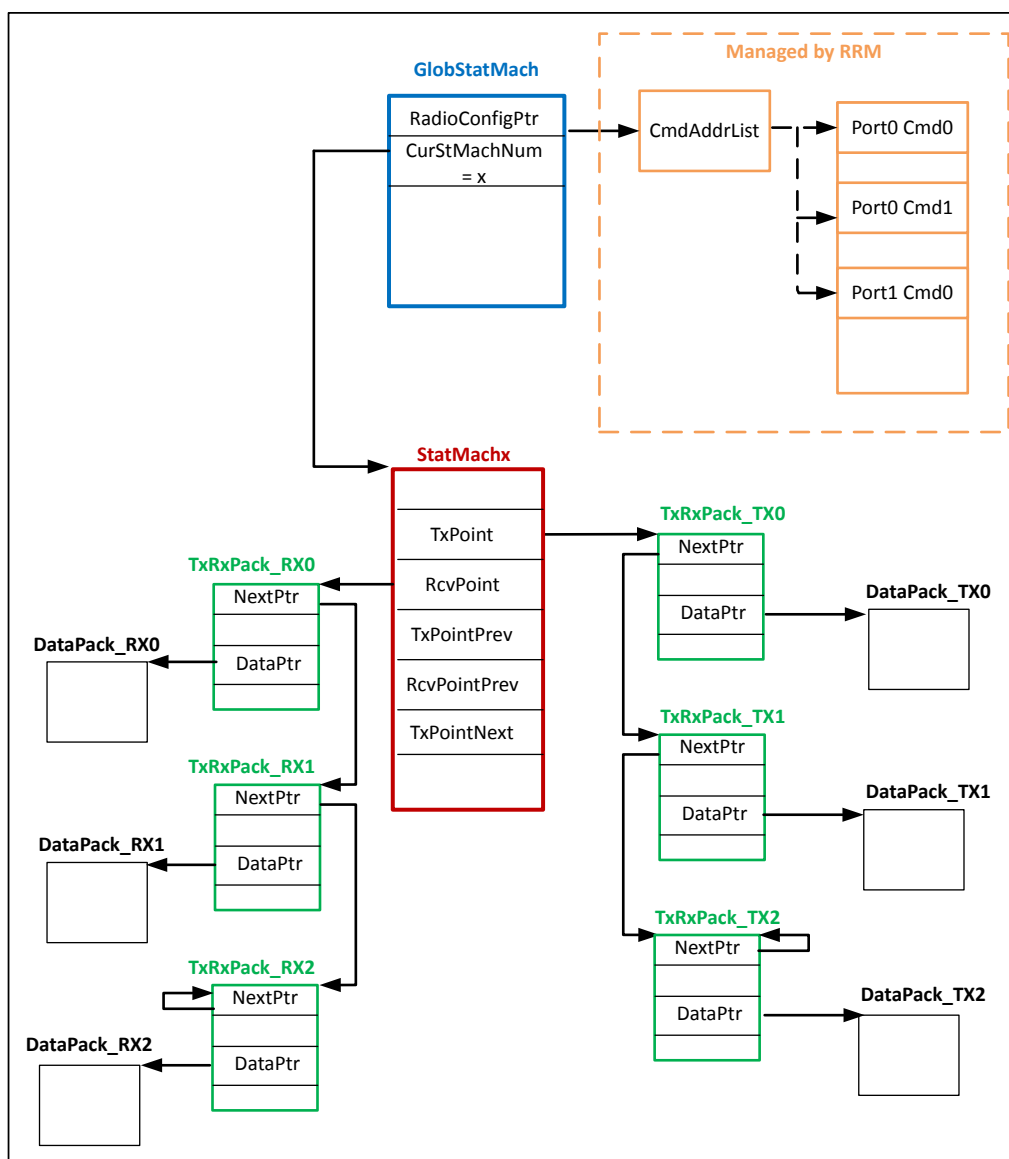 Managed by RRM
GlobStatMach
RadioConfigPtr
CurStMachNum
= x
CmdAddrList
Port0 Cmd0
Port0 Cmd1
Port1 Cmd0
StatMachx
TxPoint
RcvPoint
TxPointPrev
RcvPointPrev
TxPointNext
TxRxPack_RX0
NextPtr
DataPtr
DataPack_RX0
TxRxPack_RX1
NextPtr
DataPtr
DataPack_RX1
TxRxPack_RX2
NextPtr
DataPtr
DataPack_RX2
TxRxPack_TX0
NextPtr
DataPtr
DataPack_TX0
TxRxPack_TX1
NextPtr
DataPtr
DataPack_TX1
TxRxPack_TX2
NextPtr
DataPtr
DataPack_TX2